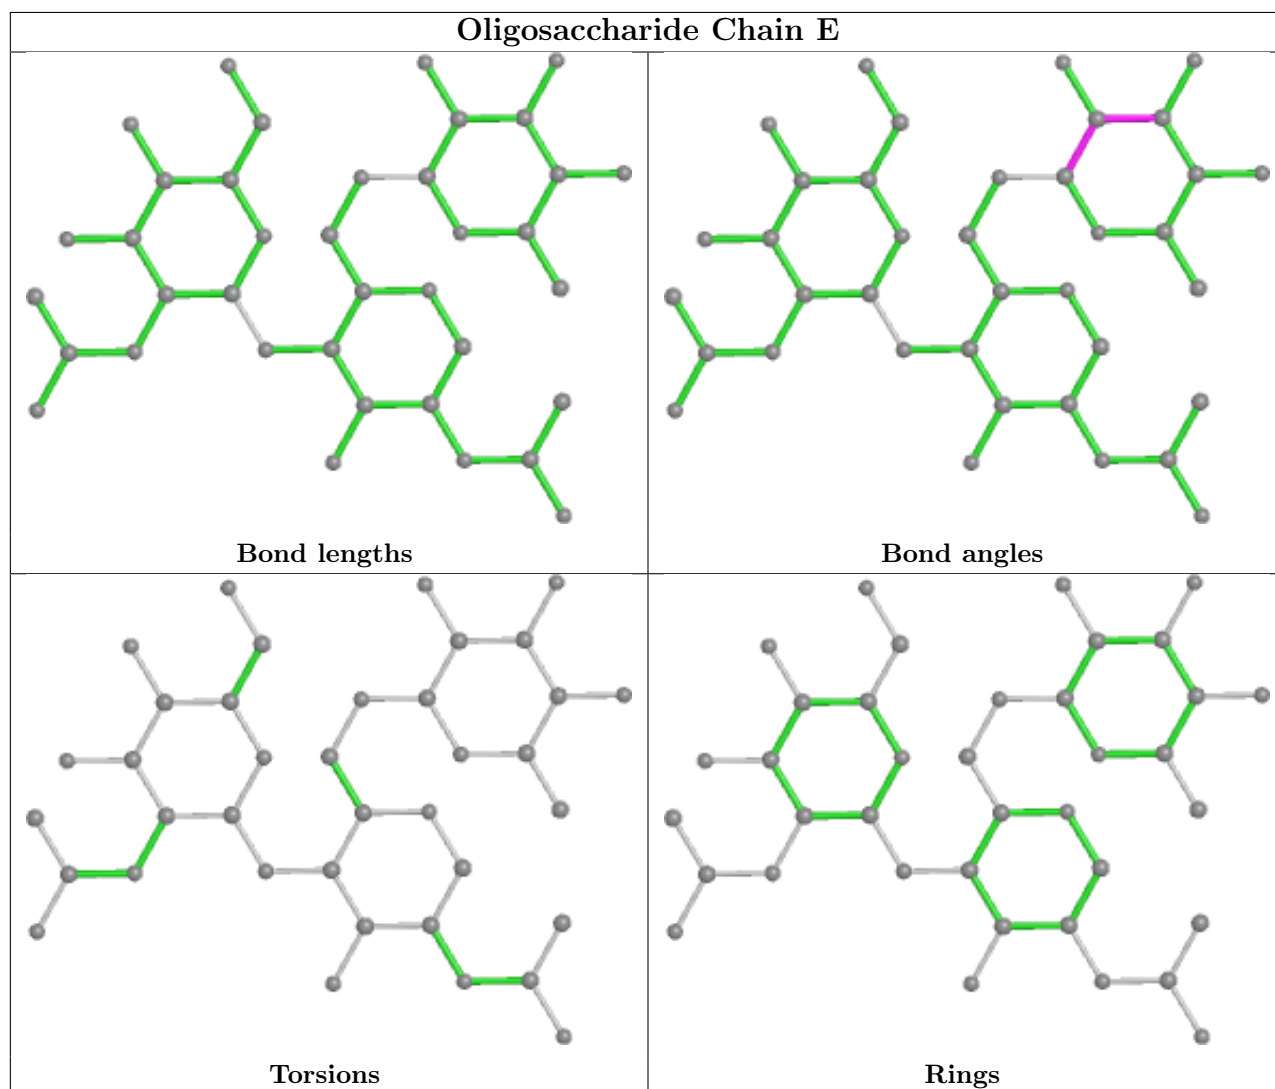 Oligosaccharide Chain E
Bond lengths
Bond angles
Torsions
Rings